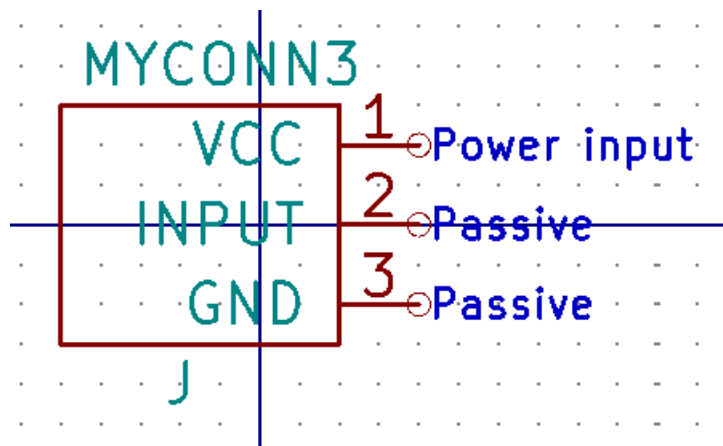 MYCONN3
VCC 1 Power input
INPUT 2 Passive
GND 3 Passive
J